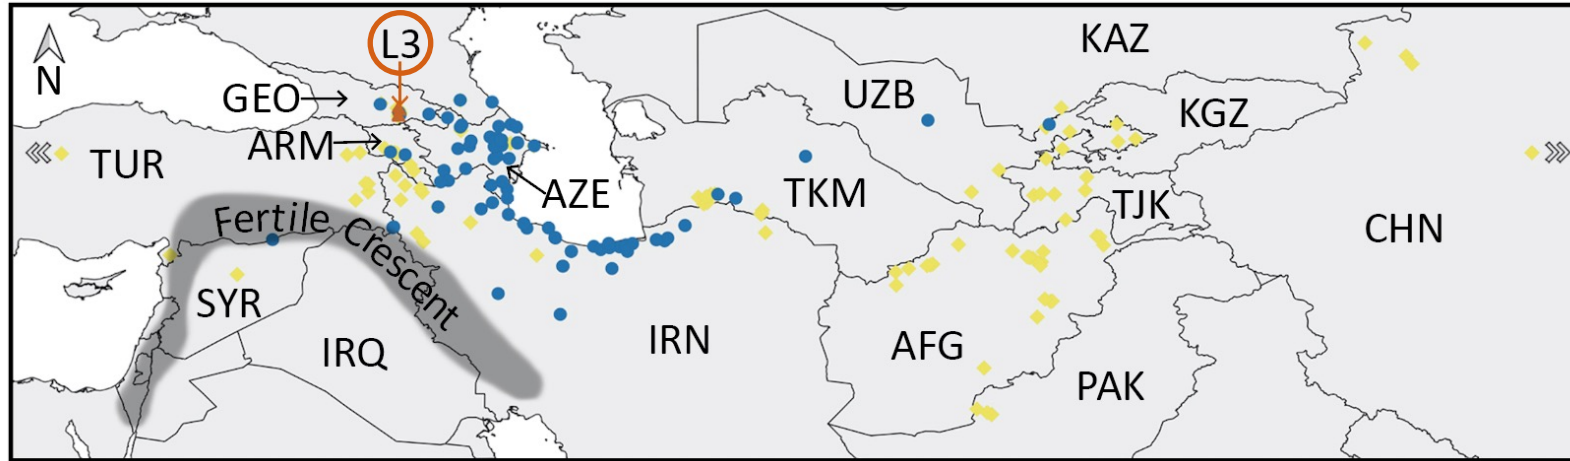 L3
KAZ
N
GEO
UZB
KGZ
ARM
TUR
AZE
TKM
TJK
Fertile Crescent
CHN
SYR
IRQ
IRN
AFG
PAK